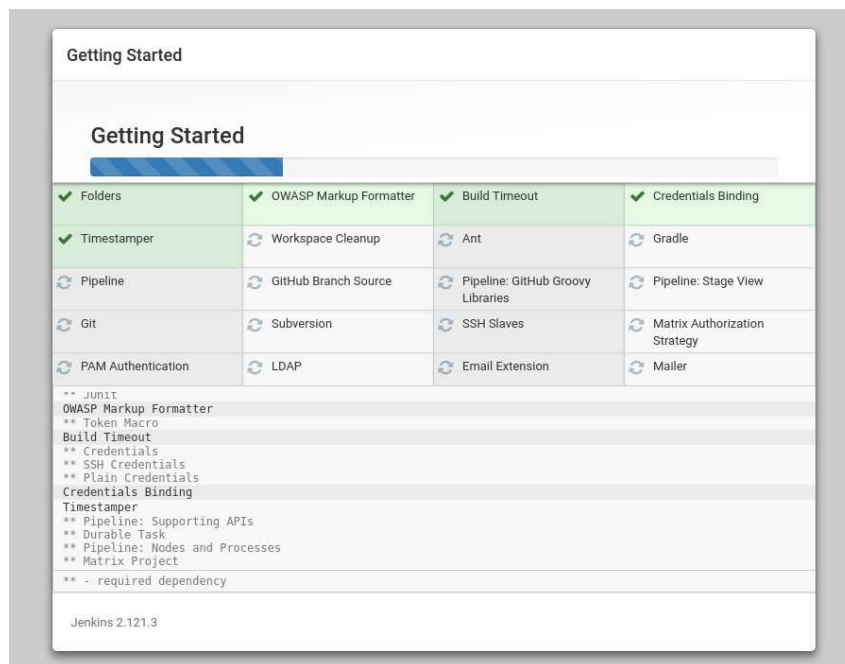 Getting Started
Getting Started
Folders
OWASP Markup Formatter
Build Timeout
Credentials Binding
Timestamper
Workspace Cleanup
Ant
Gradle
Pipeline
GitHub Branch Source
Pipeline: GitHub Groovy
Libraries
Pipeline: Stage View
Git
Subversion
SSH Slaves
Matrix Authorization
Strategy
PAM Authentication
LDAP
Email Extension
Mailer
** JUnit
OWASP Markup Formatter
** Token Macro
Build Timeout
** Credentials
** SSH Credentials
** Plain Credentials
Credentials Binding
Timestamper
** Pipeline: Supporting APIs
** Durable Task
** Pipeline: Nodes and Processes
** Matrix Project
** - required dependency
Jenkins 2.121.3